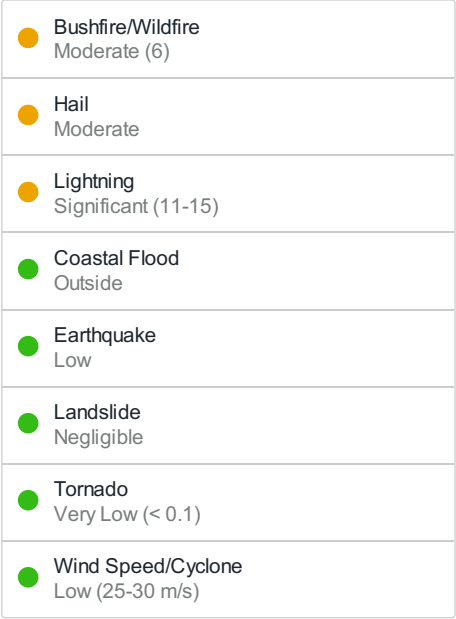 Bushfire/Wildfire
Moderate (6)
Hail
Moderate
Lightning
Significant (11-15)
Coastal Flood
Outside
Earthquake
Low
Landslide
Negligible
Tornado
Very Low (< 0.1)
Wind Speed/Cyclone
Low (25-30 m/s)